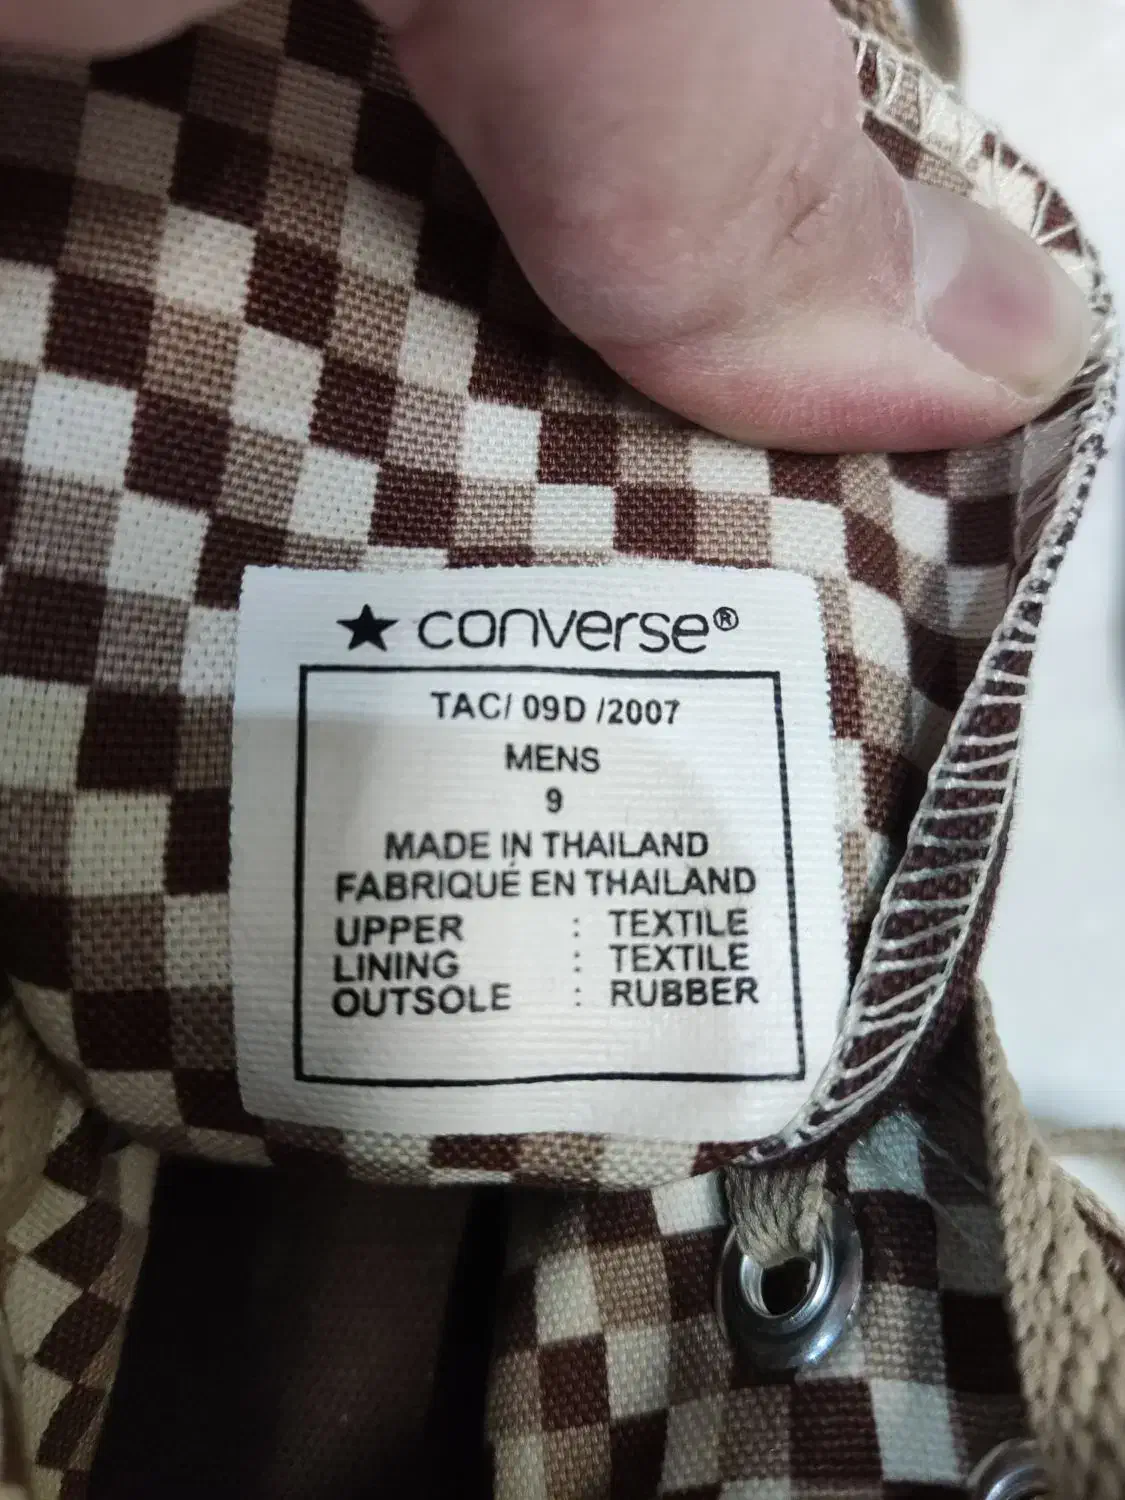 ★ converse®
TAC/ 09D /2007
MENS
9
MADE IN THAILAND
FABRIQUÉ EN THAILAND
UPPER : TEXTILE
LINING : TEXTILE
OUTSOLE : RUBBER